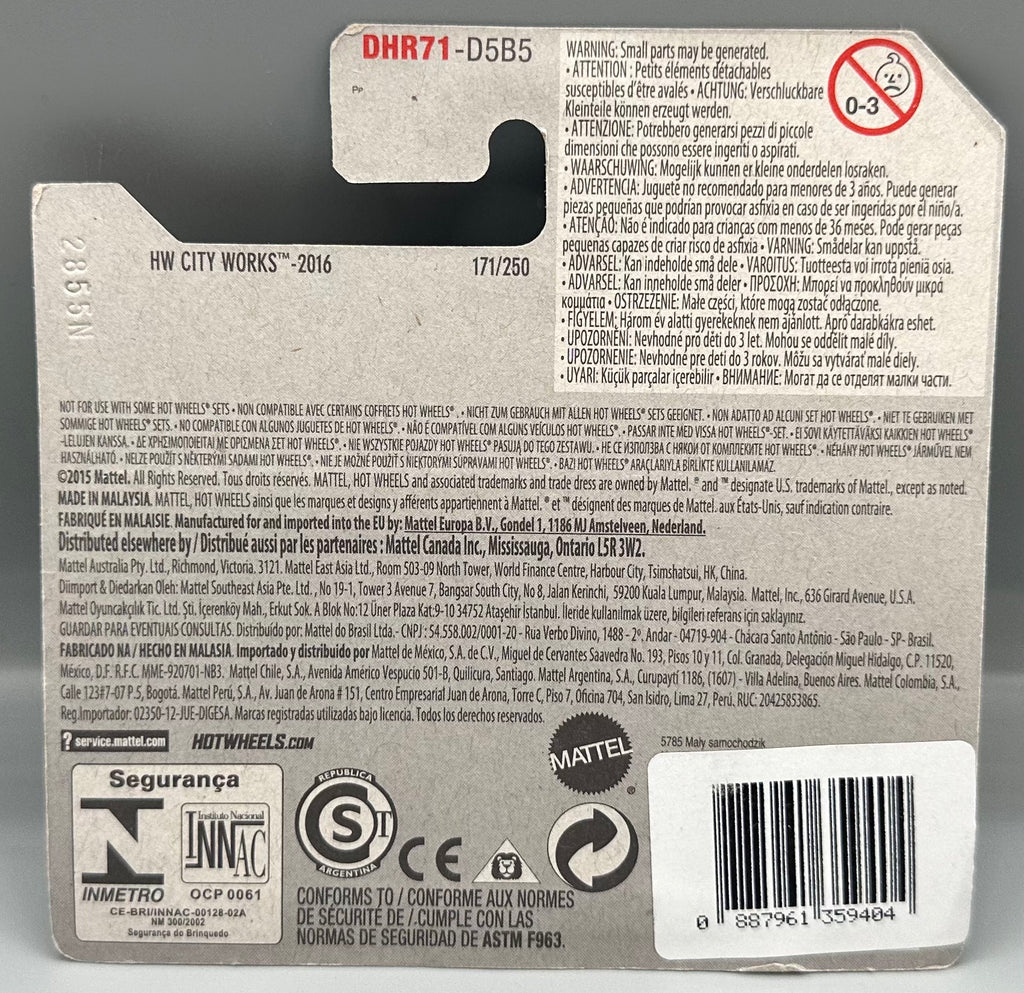 DHR71-D5B5
Pp
WARNING: Small parts may be generated.
• ATTENTION : Petits éléments détachables
susceptibles d'être avalés • ACHTUNG: Verschluckbare
Kleinteile können erzeugt werden.
• ATTENZIONE: Potrebbero generarsi pezzi di piccole
dimensioni che possono essere ingeriti o aspirati.
• WAARSCHUWING: Mogelijk kunnen er kleine onderdelen losraken.
• ADVERTENCIA: Juguete no recomendado para menores de 3 años. Puede generar
piezas pequeñas que podrían provocar asfixia en caso de ser ingeridas por el niño/a.
• ATENÇÃO: Não é indicado para crianças com menos de 36 meses. Pode gerar peças
pequenas capazes de criar risco de asfixia • VARNING: Smådelar kan uppstå.
• ADVARSEL: Kan indeholde små dele • VAROITUS: Tuotteesta voi irrota pieniä osia.
• ADVARSEL: Kan inneholde små deler • ΠΡΟΣΟΧΗ: Μπορεί να προκληθούν μικρά
κομμάτια • OSTRZEŻENIE: Małe części, które mogą zostać odłączone.
• FIGYELEM: Három év alatti gyerekeknek nem ajánlott. Apró darabkákra eshet.
• UPOZORNĚNÍ: Nevhodné pro děti do 3 let. Mohou se oddělit malé díly.
• UPOZORNENIE: Nevhodné pre deti do 3 rokov. Môžu sa vytvárať malé diely.
• UYARI: Küçük parçalar içerebilir • ВНИМАНИЕ: Могат да се отделят малки части.
0-3
2855N
HW CITY WORKS™-2016
171/250
NOT FOR USE WITH SOME HOT WHEELS® SETS • NON COMPATIBLE AVEC CERTAINS COFFRETS HOT WHEELS® . • NICHT ZUM GEBRAUCH MIT ALLEN HOT WHEELS® SETS GEEIGNET. • NON ADATTO AD ALCUNI SET HOT WHEELS®. • NIET TE GEBRUIKEN MET
SOMMIGE HOT WHEELS® SETS. • NO COMPATIBLE CON ALGUNOS JUGUETES DE HOT WHEELS®. • NÃO É COMPATÍVEL COM ALGUNS VEÍCULOS HOT WHEELS®. • PASSAR INTE MED VISSA HOT WHEELS®-SET. • EI SOVI KÄYTETTÄVÄKSI KAIKKIEN HOT WHEELS®
-LELUJEN KANSSA. • ΔΕ ΧΡΗΣΙΜΟΠΟΙΕΙΤΑΙ ΜΕ ΟΡΙΣΜΕΝΑ ΣΕΤ HOT WHEELS®. • NIE WSZYSTKIE POJAZDY HOT WHEELS® PASUJĄ DO TEGO ZESTAWU. • НЕ СЕ ИЗПОЛЗВА С НЯКОИ ОТ КОМПЛЕКТИТЕ HOT WHEELS®. • NÉHÁNY HOT WHEELS® JÁRMŰVEL NEM
HASZNÁLHATÓ. • NELZE POUŽÍT S NĚKTERÝMI SADAMI HOT WHEELS®. • NIE JE MOŽNÉ POUŽIŤ S NIEKTORÝMI SÚPRAVAMI HOT WHEELS®. • BAZI HOT WHEELS® ARAÇLARIYLA BİRLİKTE KULLANILAMAZ.
©2015 Mattel. All Rights Reserved. Tous droits réservés. MATTEL, HOT WHEELS and associated trademarks and trade dress are owned by Mattel. ® and ™ designate U.S. trademarks of Mattel., except as noted.
MADE IN MALAYSIA. MATTEL, HOT WHEELS ainsi que les marques et designs y afférents appartiennent à Mattel. ® et ™ désignent des marques de Mattel. aux États-Unis, sauf indication contraire.
FABRIQUÉ EN MALAISIE. Manufactured for and imported into the EU by: Mattel Europa B.V., Gondel 1, 1186 MJ Amstelveen, Nederland.
Distributed elsewhere by / Distribué aussi par les partenaires : Mattel Canada Inc., Mississauga, Ontario L5R 3W2.
Mattel Australia Pty. Ltd., Richmond, Victoria. 3121. Mattel East Asia Ltd., Room 503-09 North Tower, World Finance Centre, Harbour City, Tsimshatsui, HK, China.
Diimport & Diedarkan Oleh: Mattel Southeast Asia Pte. Ltd., No 19-1, Tower 3 Avenue 7, Bangsar South City, No 8, Jalan Kerinchi, 59200 Kuala Lumpur, Malaysia. Mattel, Inc., 636 Girard Avenue, U.S.A.
Mattel Oyuncakçılık Tic. Ltd. Şti, İçerenköy Mah., Erkut Sok. A Blok No:12 Üner Plaza Kat:9-10 34752 Ataşehir İstanbul. İleride kullanılmak üzere, bilgileri referans için saklayınız.
GUARDAR PARA EVENTUAIS CONSULTAS. Distribuído por: Mattel do Brasil Ltda.- CNPJ : 54.558.002/0001-20 - Rua Verbo Divino, 1488 - 2º. Andar - 04719-904 - Chácara Santo Antônio - São Paulo - SP- Brasil.
FABRICADO NA / HECHO EN MALASIA. Importado y distribuido por Mattel de México, S.A. de C.V., Miguel de Cervantes Saavedra No. 193, Pisos 10 y 11, Col. Granada, Delegación Miguel Hidalgo, C.P. 11520,
México, D.F. R.F.C. MME-920701-NB3. Mattel Chile, S.A., Avenida Américo Vespucio 501-B, Quilicura, Santiago. Mattel Argentina, S.A., Curupaytí 1186, (1607) - Villa Adelina, Buenos Aires. Mattel Colombia, S.A.,
Calle 123#7-07 P.5, Bogotá. Mattel Perú, S.A., Av. Juan de Arona # 151, Centro Empresarial Juan de Arona, Torre C, Piso 7, Oficina 704, San Isidro, Lima 27, Perú. RUC: 20425853865.
Reg.Importador: 02350-12-JUE-DIGESA. Marcas registradas utilizadas bajo licencia. Todos los derechos reservados.
? service.mattel.com
HOTWHEELS.COM
MATTEL®
5785 Mały samochodzik
Segurança
INMETRO
Instituto Nacional
INNAC
OCP 0061
CE-BRI/INNAC-00128-02A
NM 300/2002
Segurança do Brinquedo
REPUBLICA
S T
ARGENTINA
CE
CONFORMS TO / CONFORME AUX NORMES
DE SÉCURITÉ DE /.CUMPLE CON LAS
NORMAS DE SEGURIDAD DE ASTM F963.
0 887961 359404